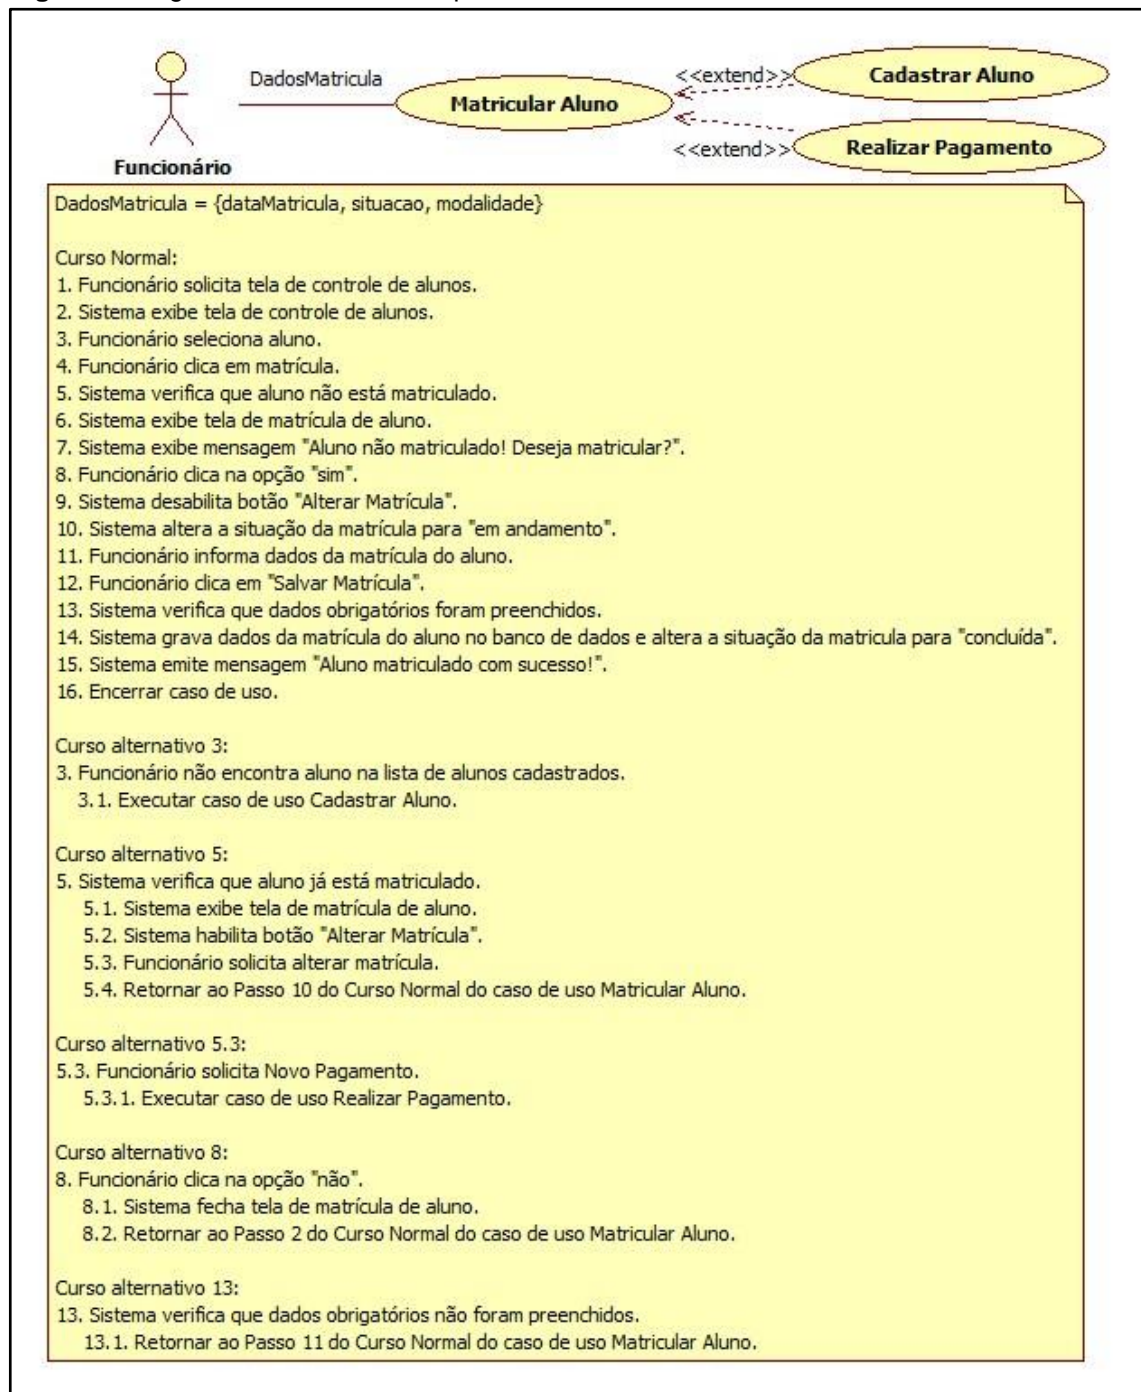 DadosMatricula
<<extend>>
Cadastrar Aluno
Matricular Aluno
<<extend>>
Realizar Pagamento
Funcionário
DadosMatricula = {dataMatricula, situacao, modalidade}
Curso Normal:
1. Funcionário solicita tela de controle de alunos.
2. Sistema exibe tela de controle de alunos.
3. Funcionário seleciona aluno.
4. Funcionário clica em matrícula.
5. Sistema verifica que aluno não está matriculado.
6. Sistema exibe tela de matrícula de aluno.
7. Sistema exibe mensagem "Aluno não matriculado! Deseja matricular?".
8. Funcionário clica na opção "sim".
9. Sistema desabilita botão "Alterar Matrícula".
10. Sistema altera a situação da matrícula para "em andamento".
11. Funcionário informa dados da matrícula do aluno.
12. Funcionário clica em "Salvar Matrícula".
13. Sistema verifica que dados obrigatórios foram preenchidos.
14. Sistema grava dados da matrícula do aluno no banco de dados e altera a situação da matricula para "concluída".
15. Sistema emite mensagem "Aluno matriculado com sucesso!".
16. Encerrar caso de uso.
Curso alternativo 3:
3. Funcionário não encontra aluno na lista de alunos cadastrados.
3.1. Executar caso de uso Cadastrar Aluno.
Curso alternativo 5:
5. Sistema verifica que aluno já está matriculado.
5.1. Sistema exibe tela de matrícula de aluno.
5.2. Sistema habilita botão "Alterar Matrícula".
5.3. Funcionário solicita alterar matrícula.
5.4. Retornar ao Passo 10 do Curso Normal do caso de uso Matricular Aluno.
Curso alternativo 5.3:
5.3. Funcionário solicita Novo Pagamento.
5.3.1. Executar caso de uso Realizar Pagamento.
Curso alternativo 8:
8. Funcionário clica na opção "não".
8.1. Sistema fecha tela de matrícula de aluno.
8.2. Retornar ao Passo 2 do Curso Normal do caso de uso Matricular Aluno.
Curso alternativo 13:
13. Sistema verifica que dados obrigatórios não foram preenchidos.
13.1. Retornar ao Passo 11 do Curso Normal do caso de uso Matricular Aluno.